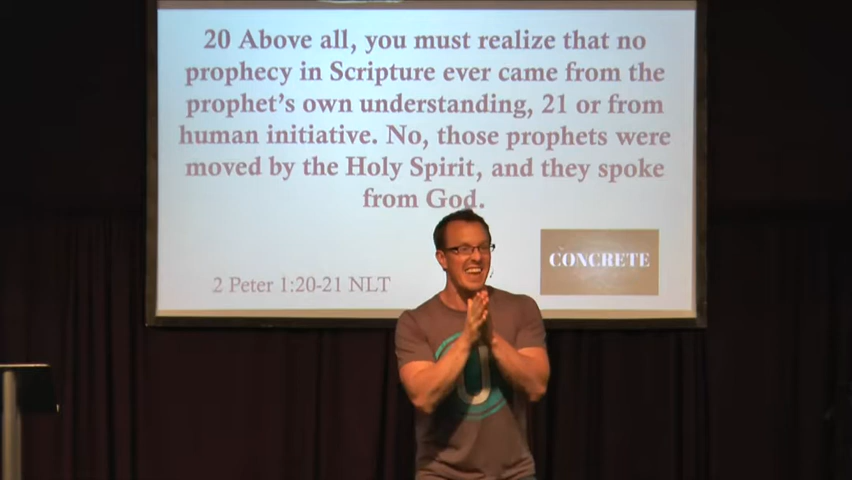 20 Above all, you must realize that no
prophecy in Scripture ever came from the
prophet's own understanding, 21 or from
human initiative. No, those prophets were
moved by the Holy Spirit, and they spoke
from God.
CONCRETE
2 Peter 1:20-21 NLT